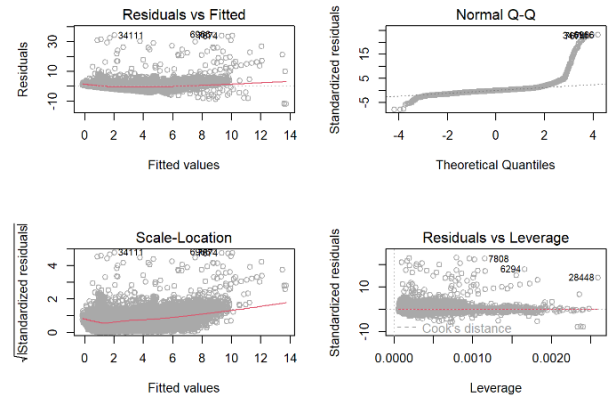 Residuals vs Fitted
Residuals
-10 10 30
34111
7674
0 2 4 6 8 10 12 14
Fitted values
Normal Q-Q
Standardized residuals
-5 5 15
-4 -2 0 2 4
Theoretical Quantiles
Scale-Location
√|Standardized residuals|
0 2 4
34111
7674
0 2 4 6 8 10 12 14
Fitted values
Residuals vs Leverage
Standardized residuals
-10 10
7808
6294
28448
Cook's distance
0.0000 0.0010 0.0020
Leverage